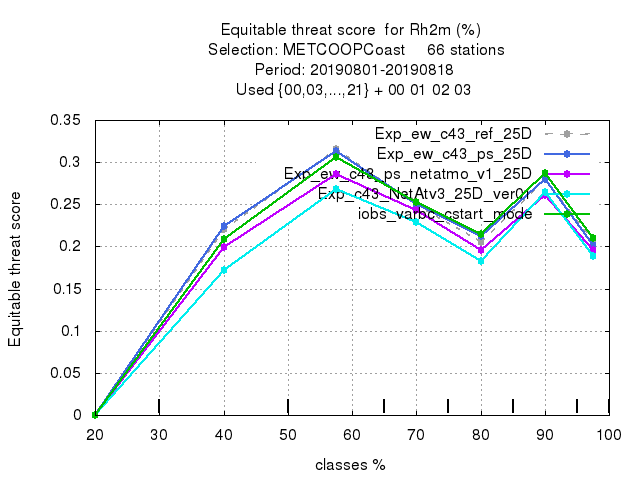 Equitable threat score  for Rh2m (%)
Selection: METCOOPCoast     66 stations
Period: 20190801-20190818
Used {00,03,...,21} + 00 01 02 03
Exp_ew_c43_ref_25D
Exp_ew_c43_ps_25D
Exp_ew_c43_ps_netatmo_v1_25D
Exp_c43_NetAtv3_25D_ver01
iobs_varbc_cstart_mode
Equitable threat score
0.35
0.3
0.25
0.2
0.15
0.1
0.05
0
20 30 40 50 60 70 80 90 100
classes %